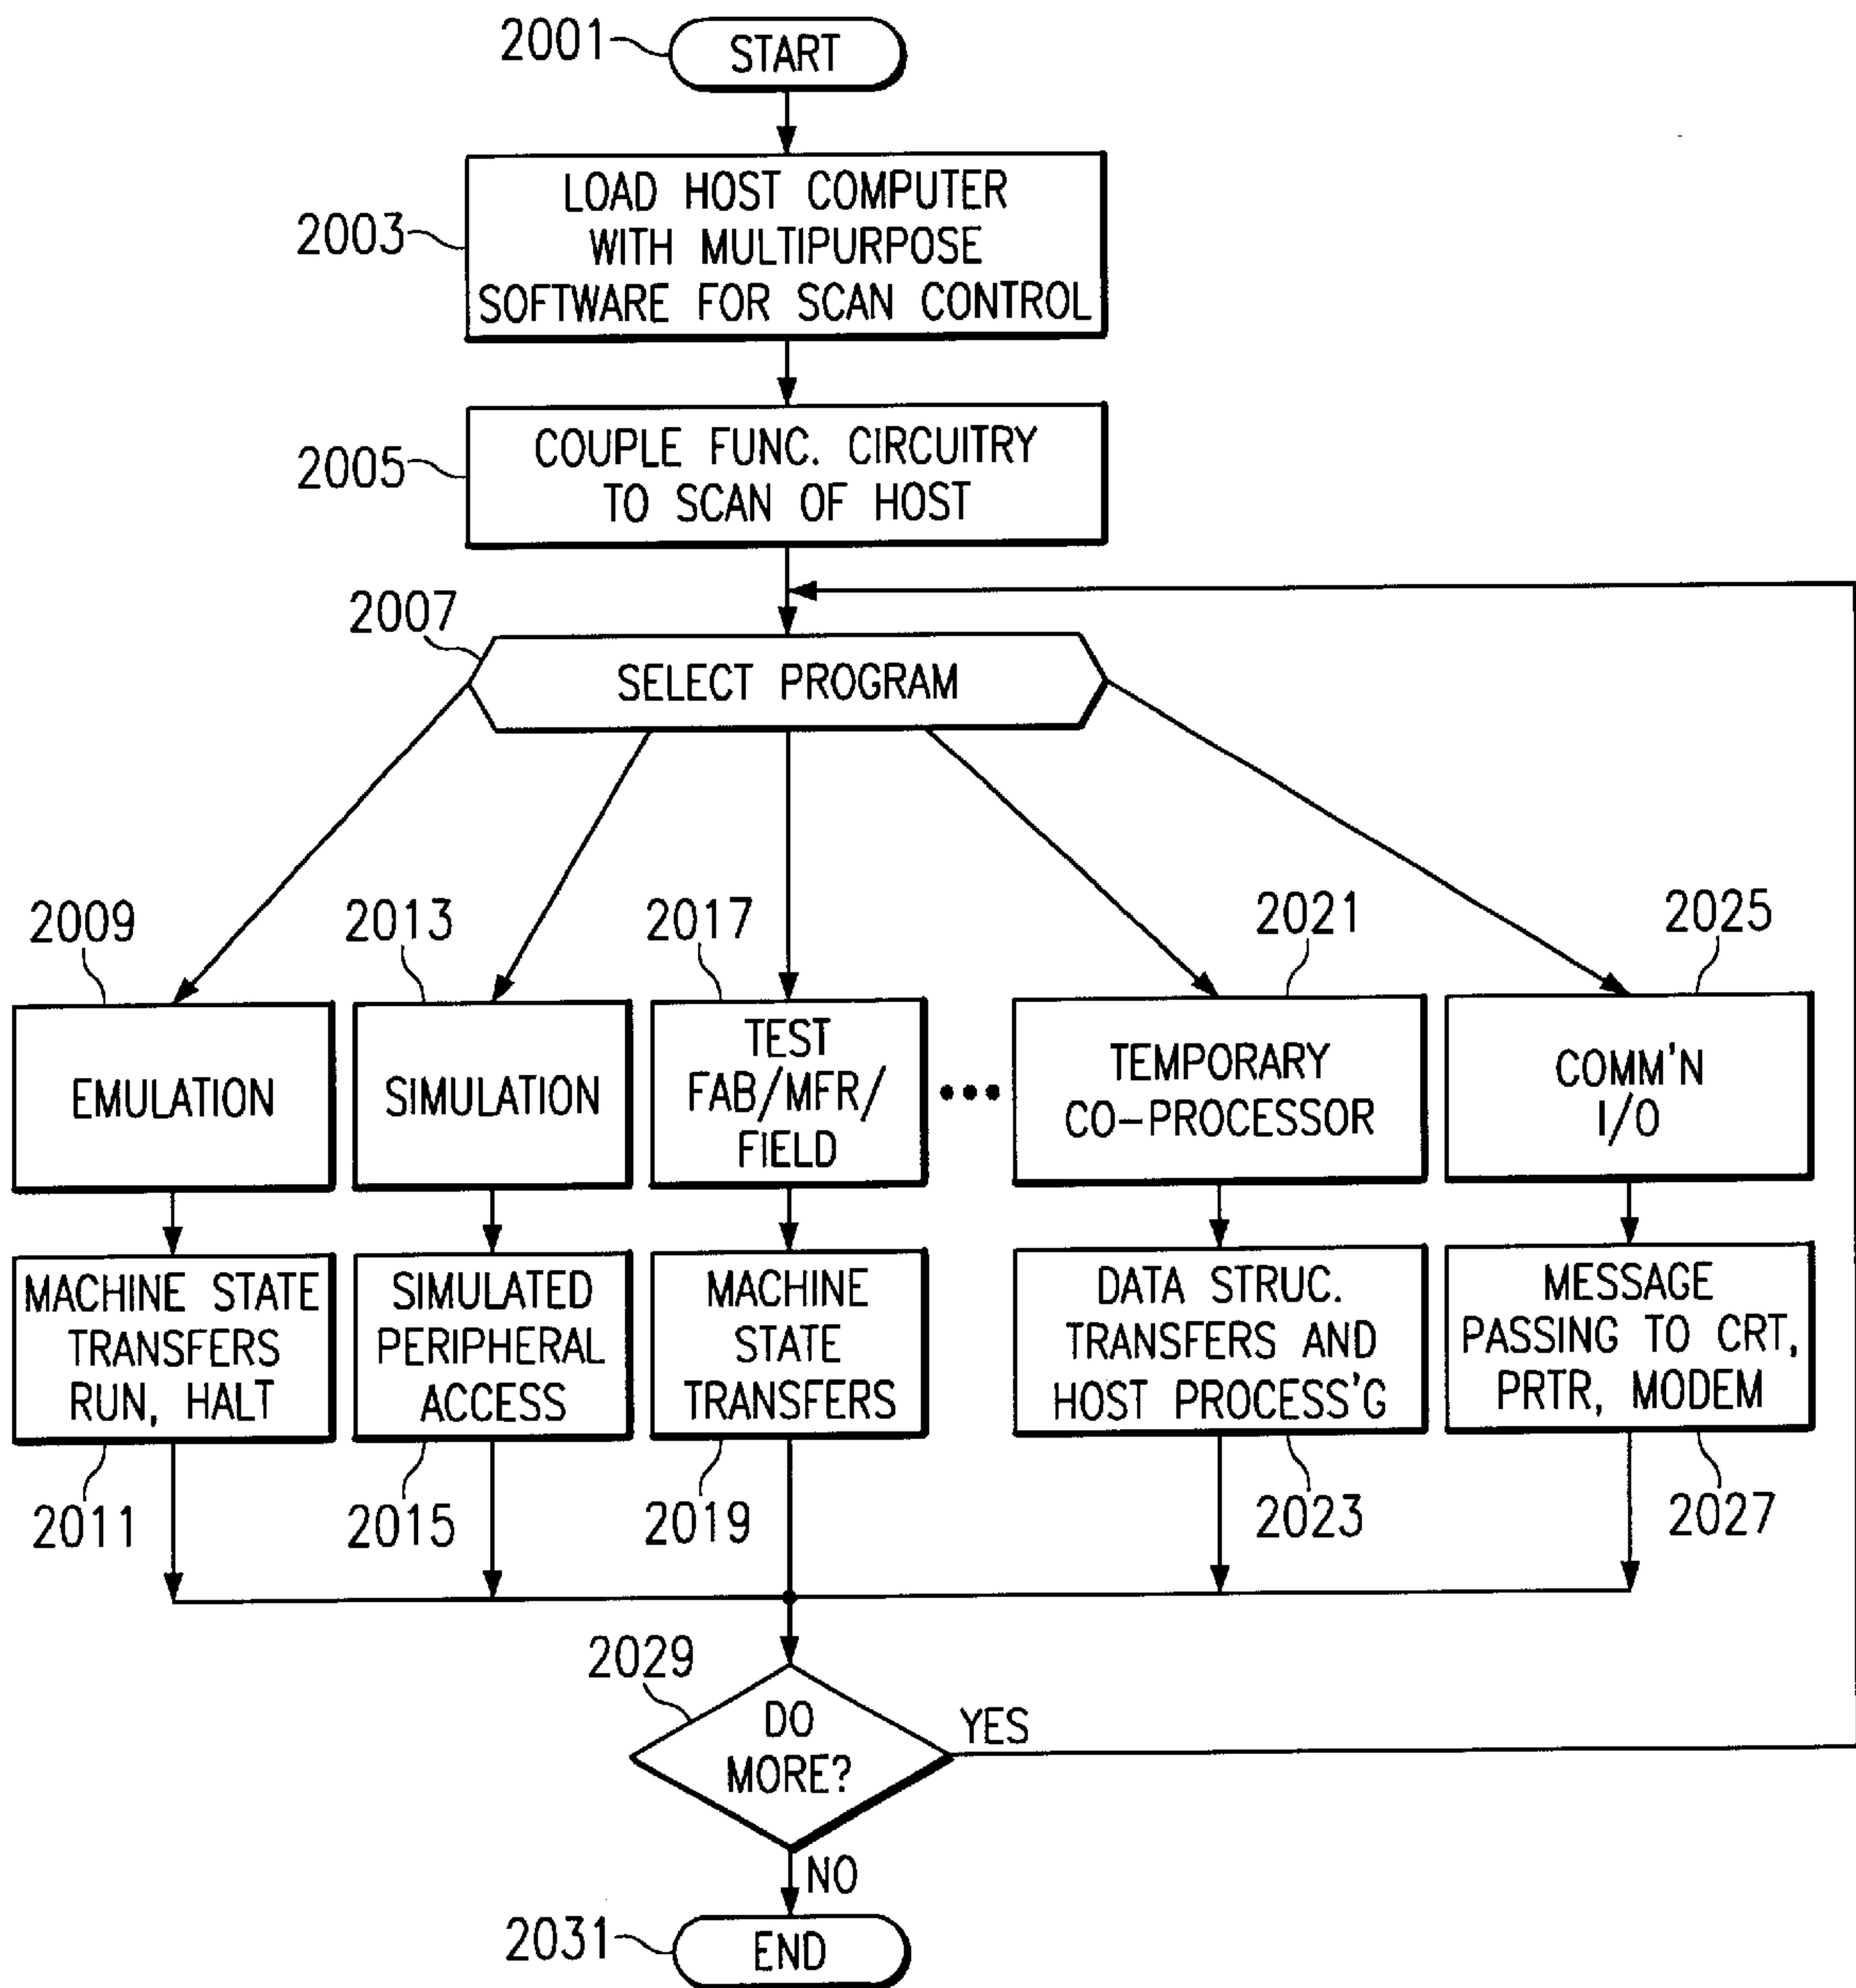 2001
START
2003
LOAD HOST COMPUTER
WITH MULTIPURPOSE
SOFTWARE FOR SCAN CONTROL
2005
COUPLE FUNC. CIRCUITRY
TO SCAN OF HOST
2007
SELECT PROGRAM
2009
EMULATION
2013
SIMULATION
2017
TEST
FAB/MFR/
FIELD
•••
2021
TEMPORARY
CO-PROCESSOR
2025
COMM'N
I/O
MACHINE STATE
TRANSFERS
RUN, HALT
2011
SIMULATED
PERIPHERAL
ACCESS
2015
MACHINE
STATE
TRANSFERS
2019
DATA STRUC.
TRANSFERS AND
HOST PROCESS'G
2023
MESSAGE
PASSING TO CRT,
PRTR, MODEM
2027
2029
DO
MORE?
YES
NO
2031
END